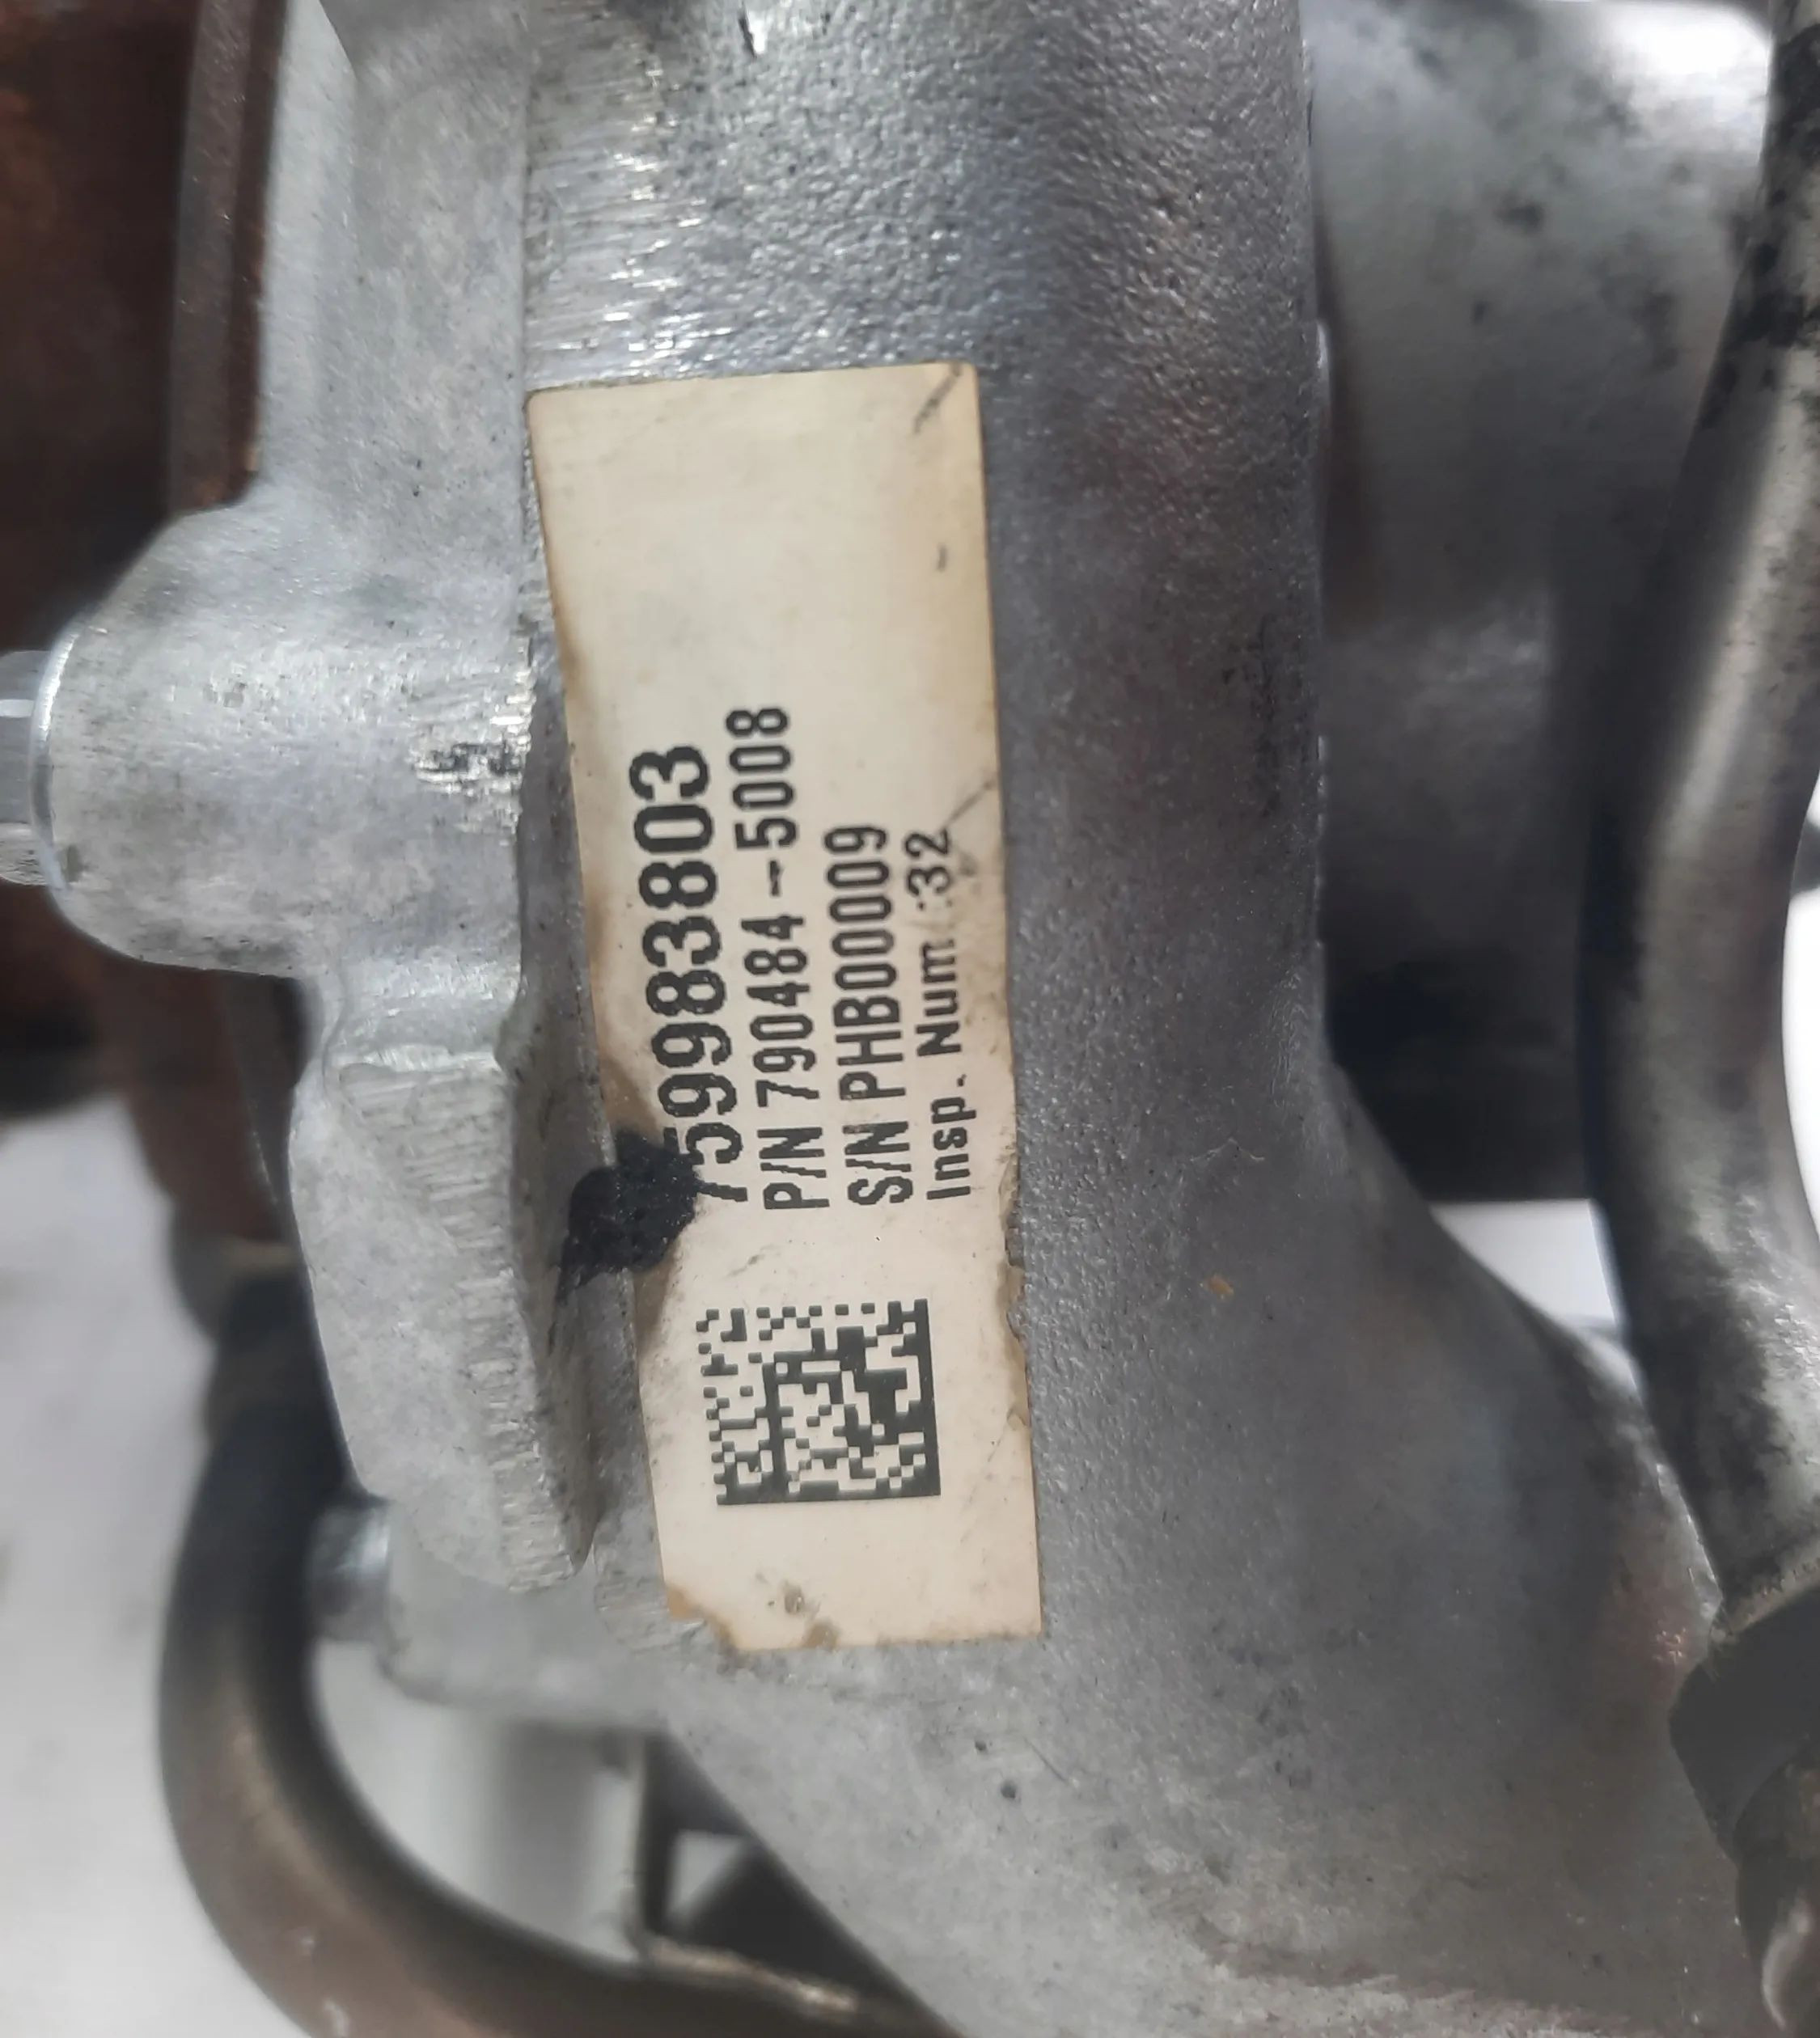 759983803
P/N 790484-5008
S/N PHB00009
Insp. Num :32